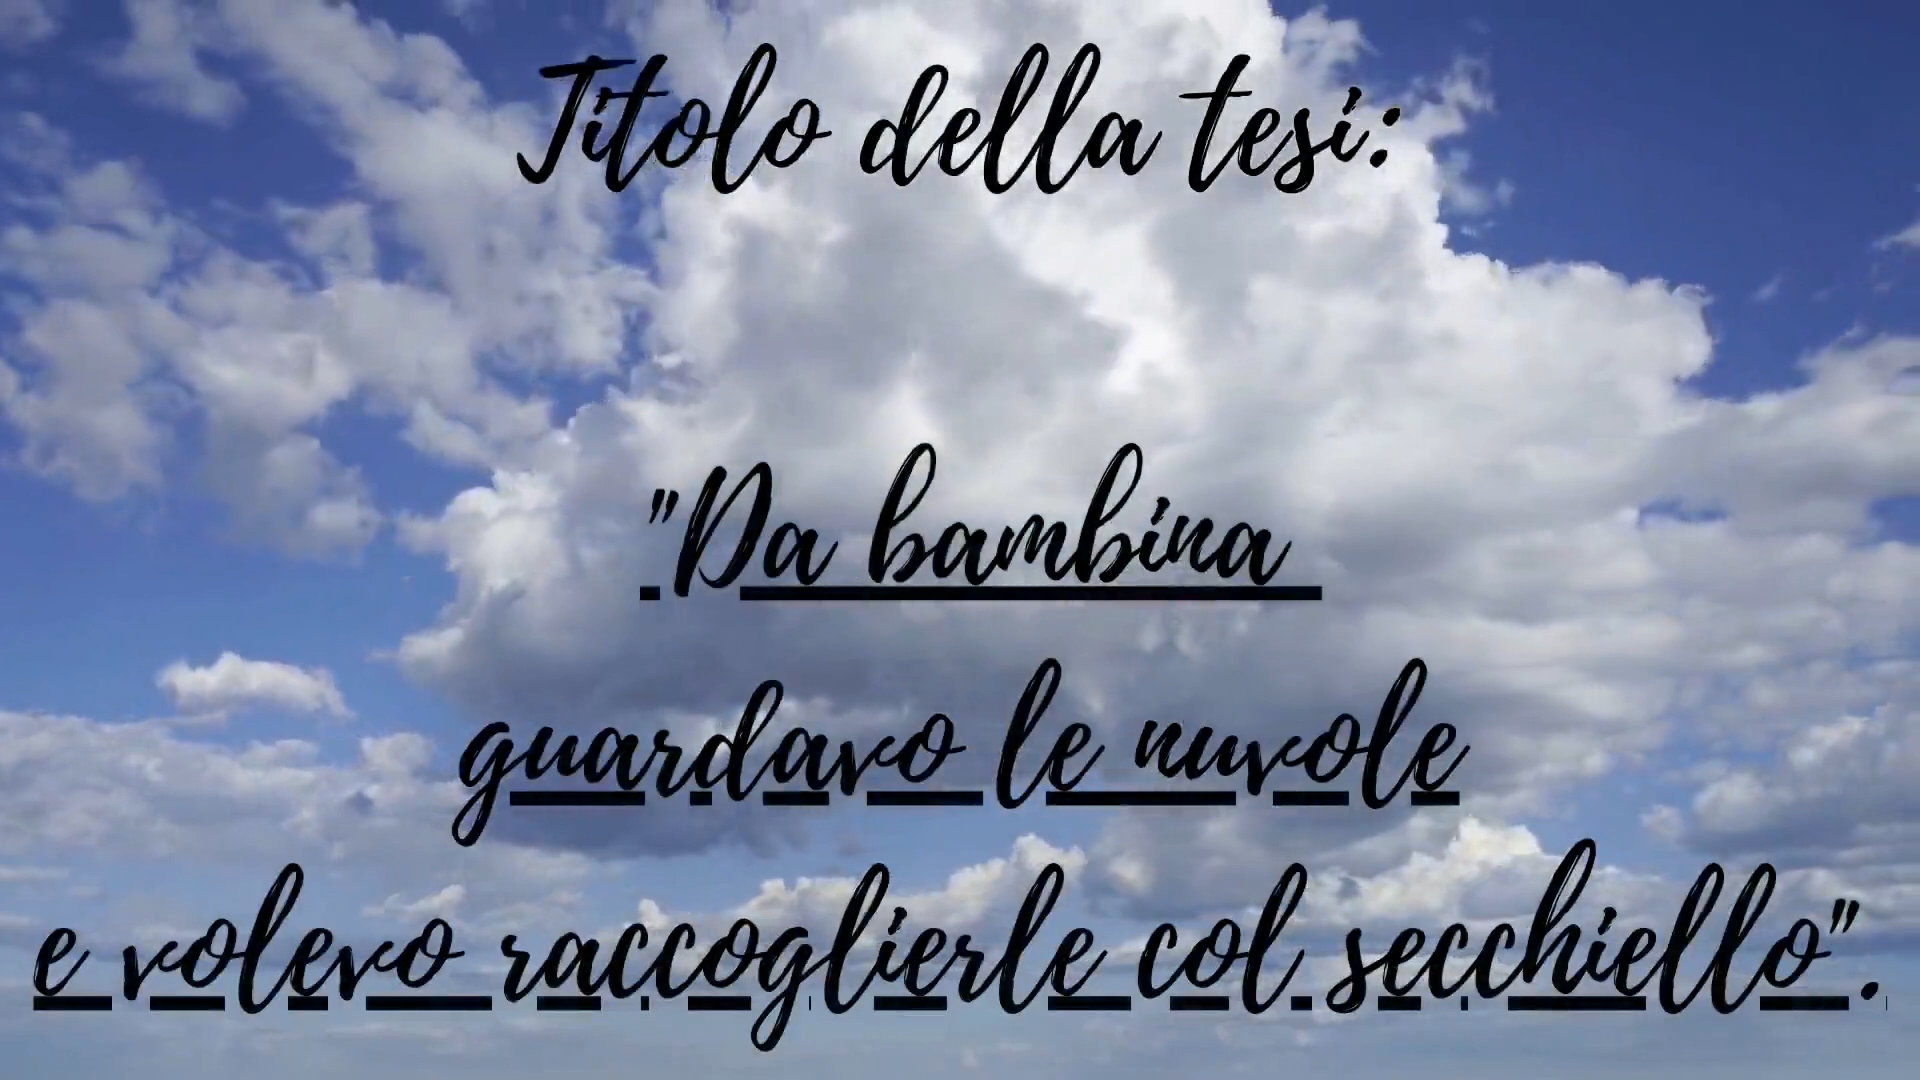 Titolo della tesi:
"Da bambina
guardavo le nuvole
e volevo raccoglierle col secchiello".